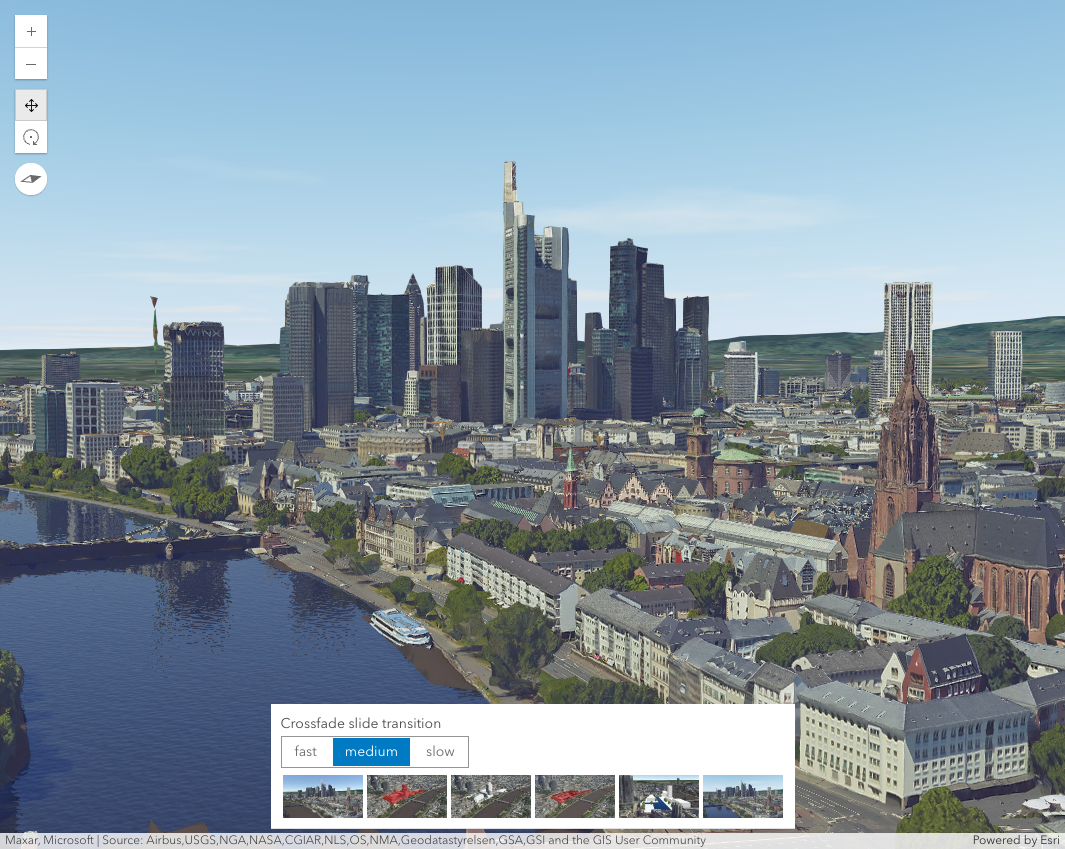 Crossfade slide transition
fast medium slow
Maxar, Microsoft | Source: Airbus,USGS,NGA,NASA,CGIAR,NLS,OS,NMA,Geodatastyrelsen,GSA,GSI and the GIS User Community Powered by Esri